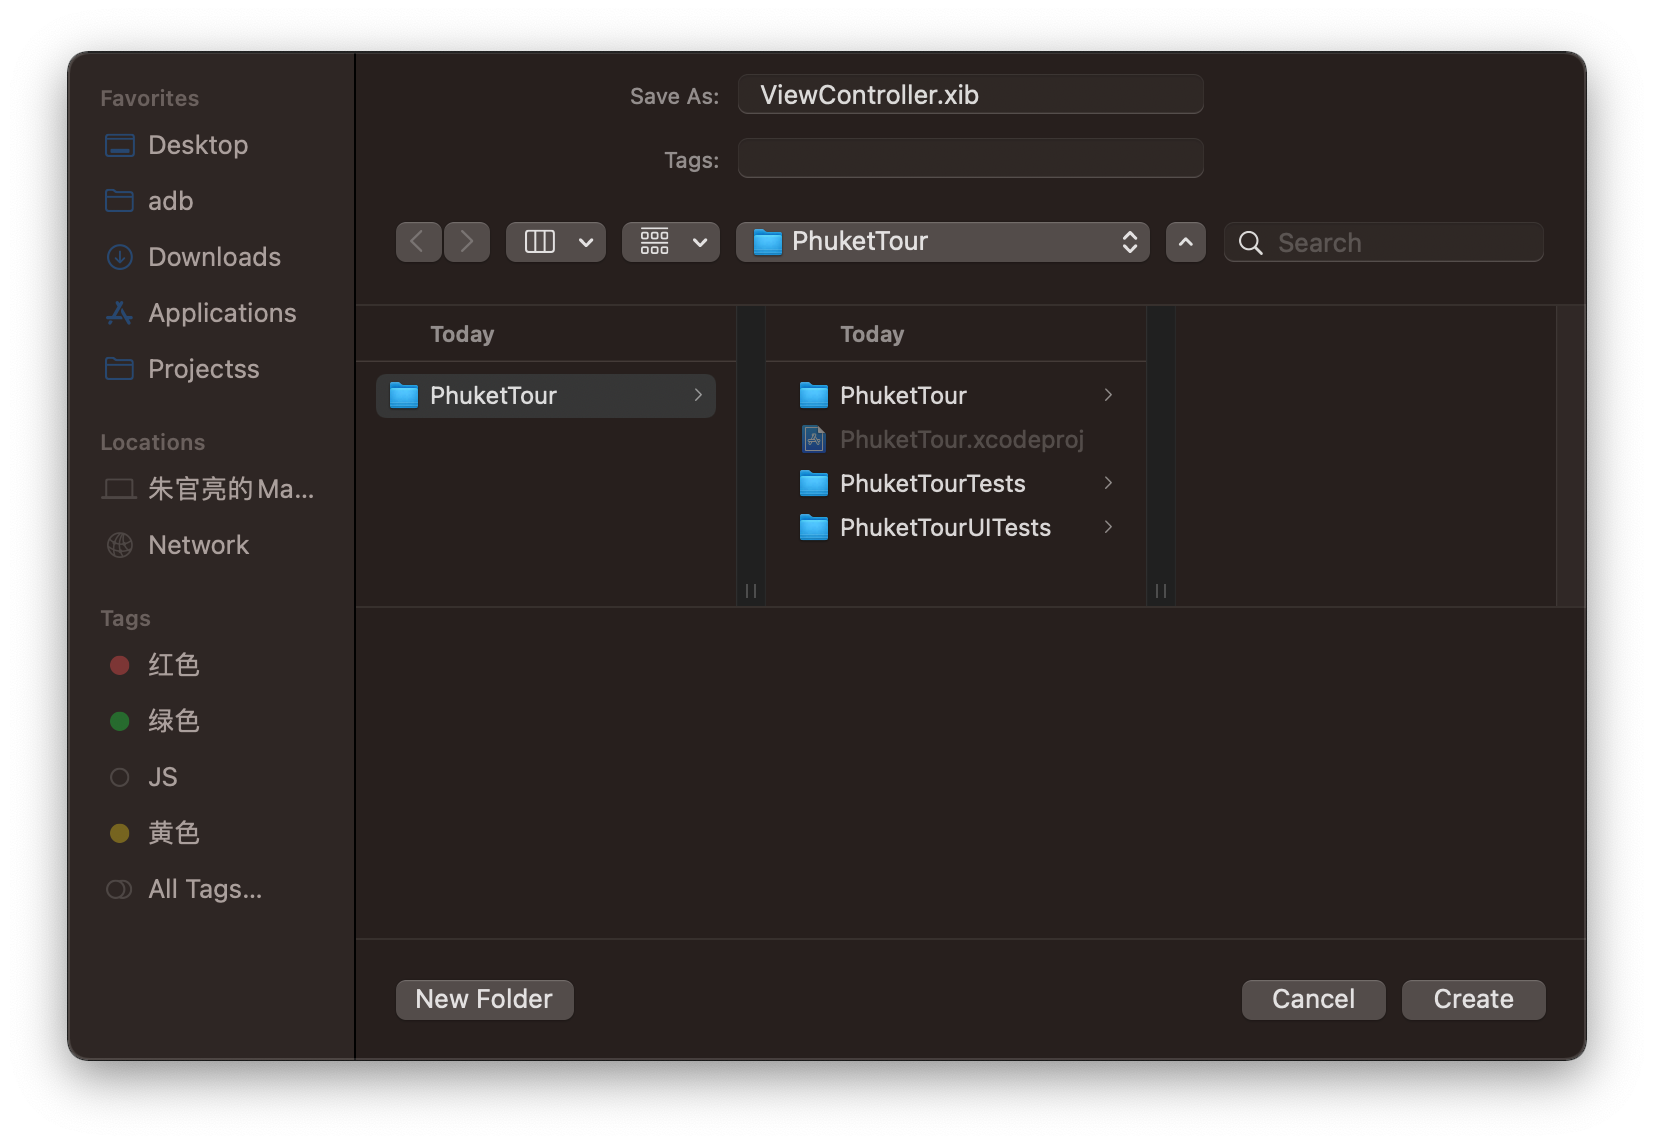 Favorites
Desktop
adb
Downloads
Applications
Projectss
Locations
朱官亮的Ma...
Network
Tags
红色
绿色
JS
黄色
All Tags...
Save As: ViewController.xib
Tags:
PhuketTour
Search
Today
PhuketTour
Today
PhuketTour
PhuketTour.xcodeproj
PhuketTourTests
PhuketTourUITests
New Folder
Cancel
Create